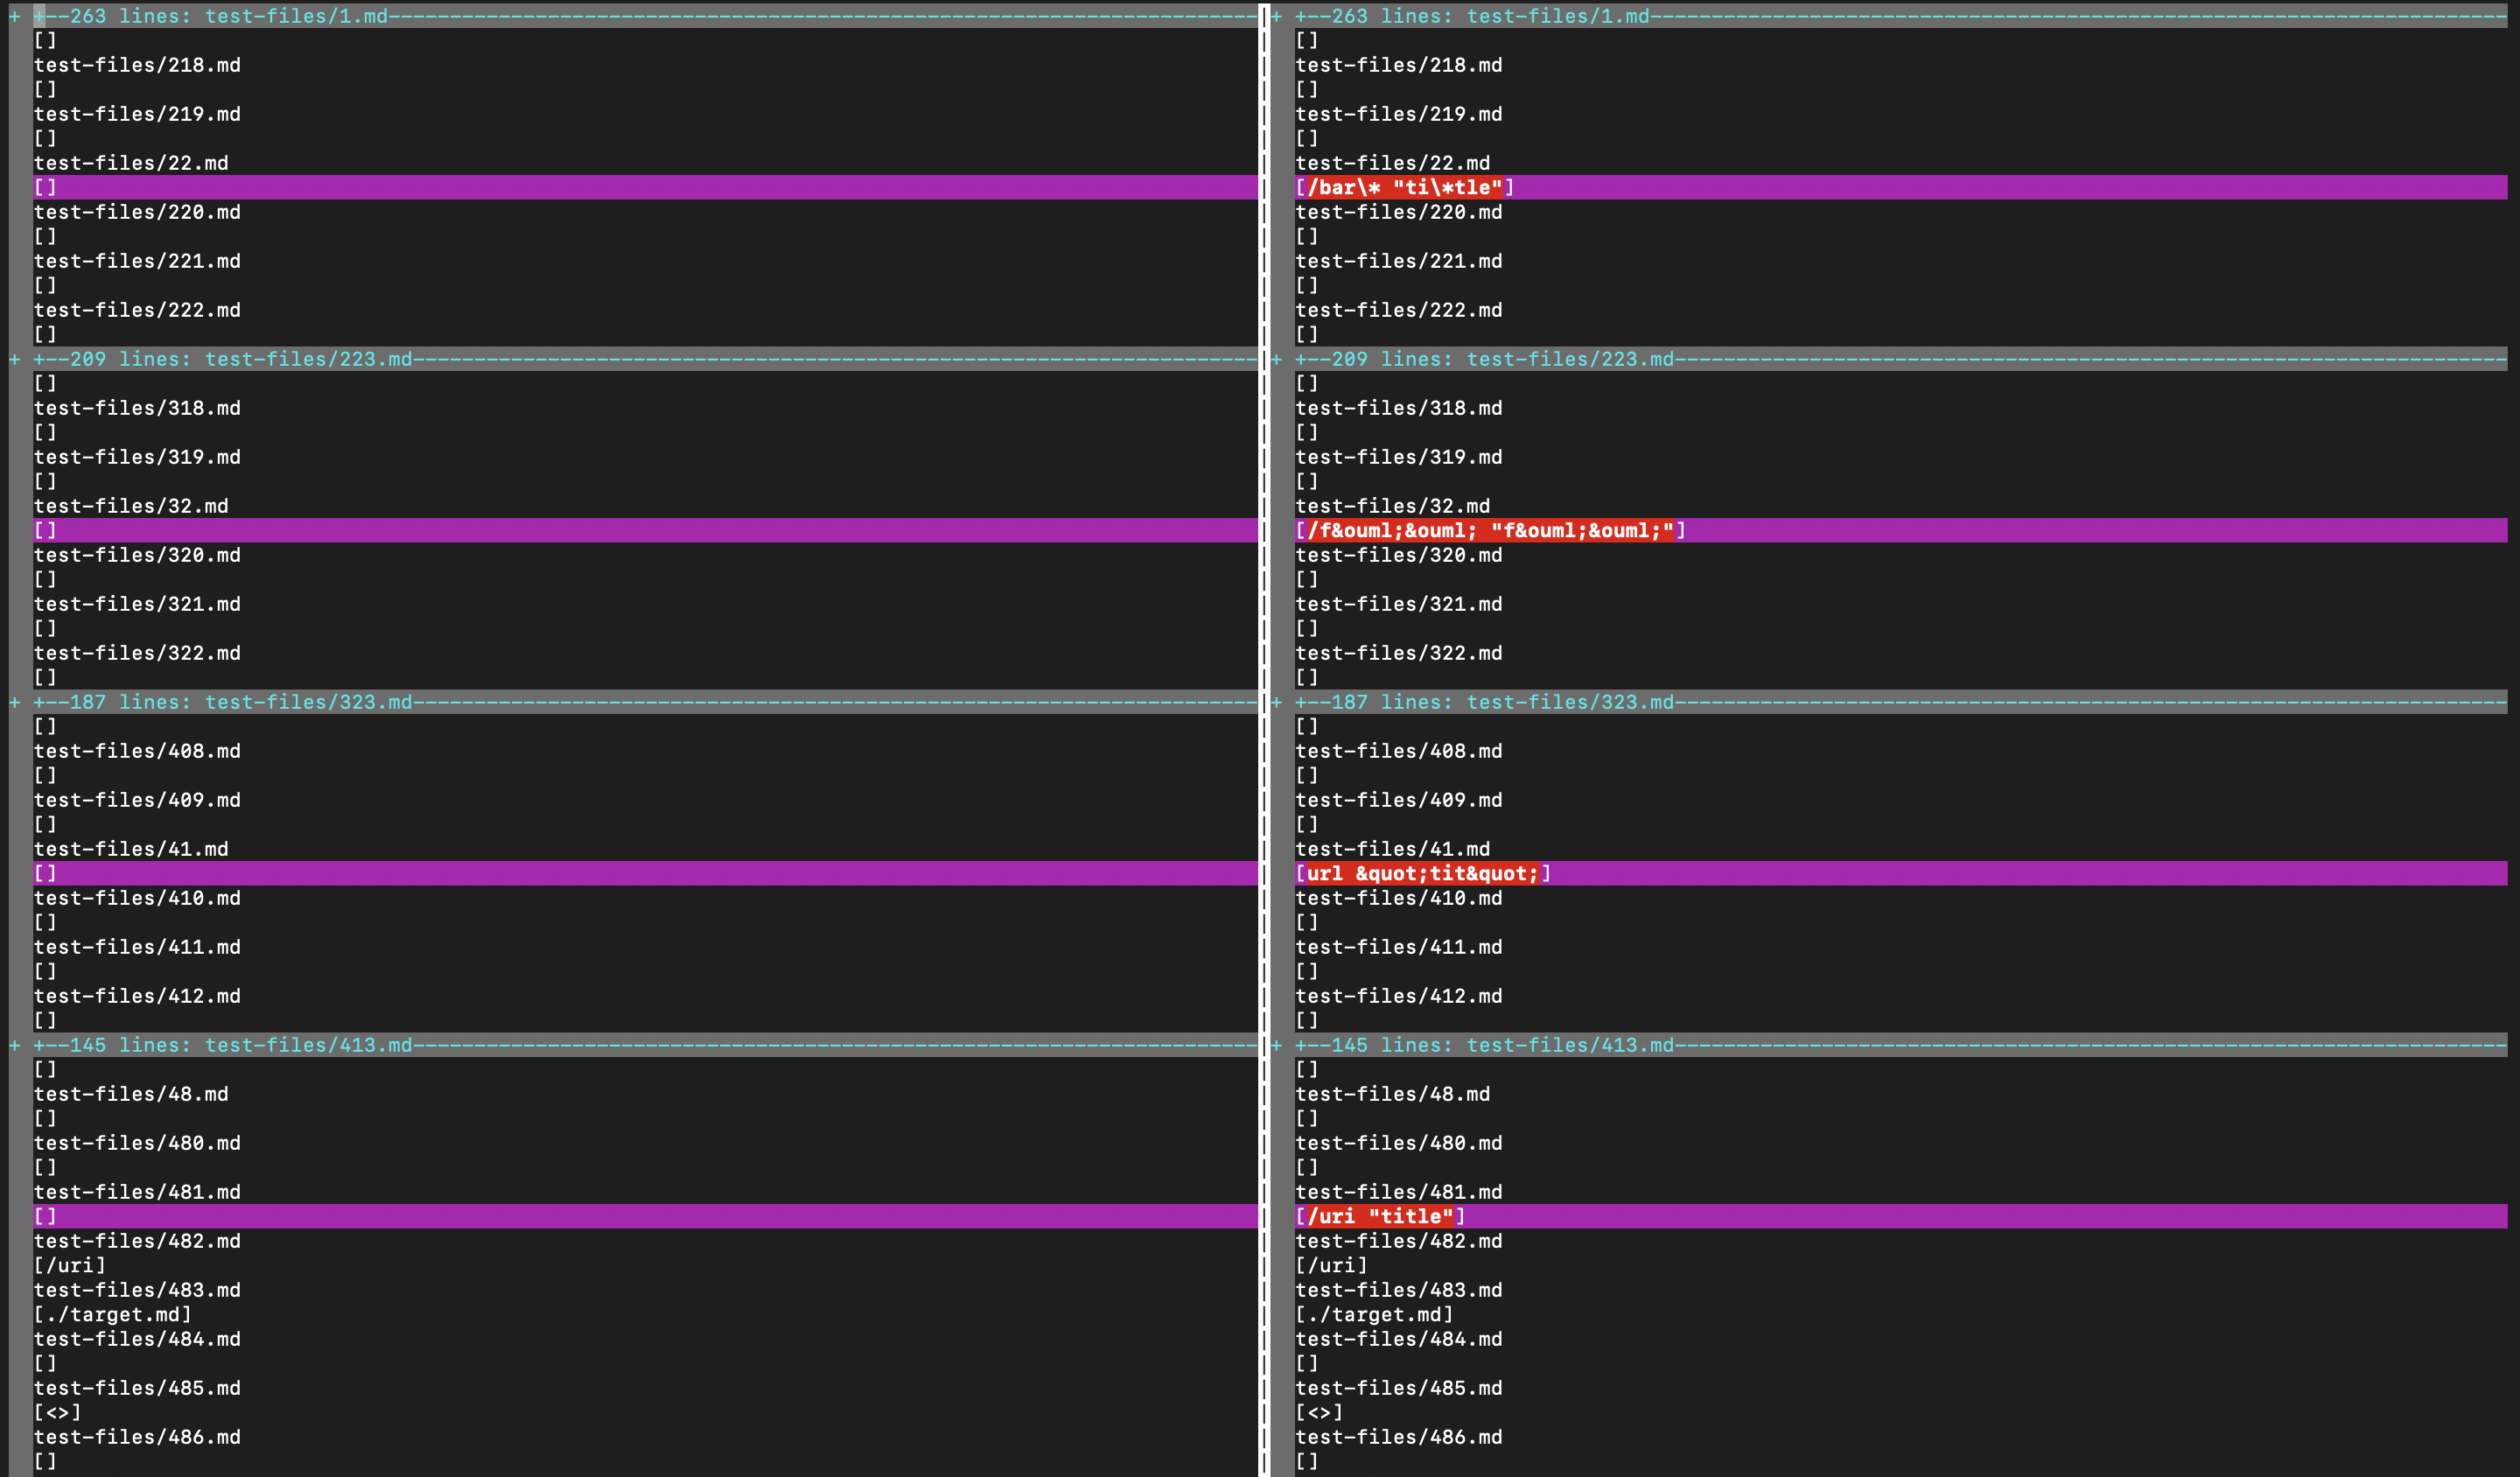 + +--263 lines: test-files/1.md-----------------------------------------------------------------------
[]
test-files/218.md
[]
test-files/219.md
[]
test-files/22.md
[]
test-files/220.md
[]
test-files/221.md
[]
test-files/222.md
[]
+ +--209 lines: test-files/223.md---------------------------------------------------------------------
[]
test-files/318.md
[]
test-files/319.md
[]
test-files/32.md
[]
test-files/320.md
[]
test-files/321.md
[]
test-files/322.md
[]
+ +--187 lines: test-files/323.md---------------------------------------------------------------------
[]
test-files/408.md
[]
test-files/409.md
[]
test-files/41.md
[]
test-files/410.md
[]
test-files/411.md
[]
test-files/412.md
[]
+ +--145 lines: test-files/413.md---------------------------------------------------------------------
[]
test-files/48.md
[]
test-files/480.md
[]
test-files/481.md
[]
test-files/482.md
[/uri]
test-files/483.md
[./target.md]
test-files/484.md
[]
test-files/485.md
[<>]
test-files/486.md
[]
+ +--263 lines: test-files/1.md----------------------------------------------------------------------
[]
test-files/218.md
[]
test-files/219.md
[]
test-files/22.md
[/bar\* "ti\*tle"]
test-files/220.md
[]
test-files/221.md
[]
test-files/222.md
[]
+ +--209 lines: test-files/223.md--------------------------------------------------------------------
[]
test-files/318.md
[]
test-files/319.md
[]
test-files/32.md
[/f&ouml;&ouml; "f&ouml;&ouml;"]
test-files/320.md
[]
test-files/321.md
[]
test-files/322.md
[]
+ +--187 lines: test-files/323.md--------------------------------------------------------------------
[]
test-files/408.md
[]
test-files/409.md
[]
test-files/41.md
[url &quot;tit&quot;]
test-files/410.md
[]
test-files/411.md
[]
test-files/412.md
[]
+ +--145 lines: test-files/413.md--------------------------------------------------------------------
[]
test-files/48.md
[]
test-files/480.md
[]
test-files/481.md
[/uri "title"]
test-files/482.md
[/uri]
test-files/483.md
[./target.md]
test-files/484.md
[]
test-files/485.md
[<>]
test-files/486.md
[]